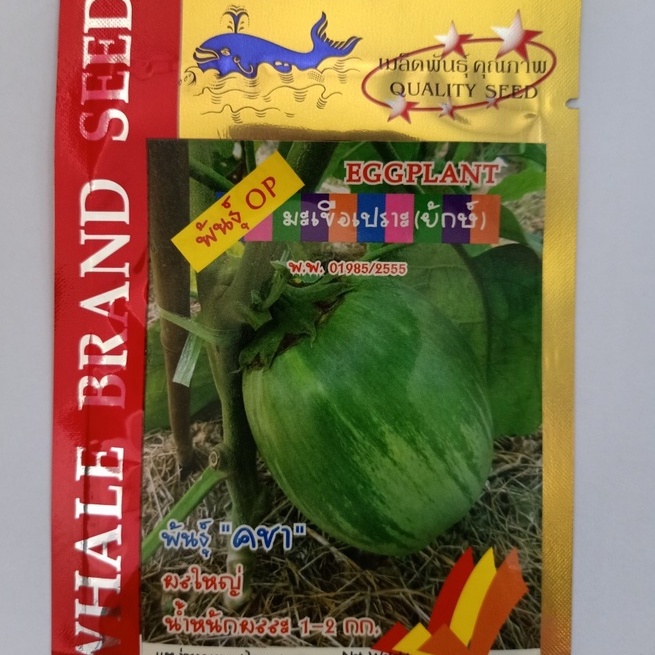 WHALE BRAND SEED
เมล็ดพันธุ์ คุณภาพ
QUALITY SEED
EGGPLANT
พันธุ์ OP
มะเขือเปราะ(ยักษ์)
พ.พ. 01985/2555
พันธุ์ "คชา"
ผลใหญ่
น้ำหนักผลละ 1-2 กก.